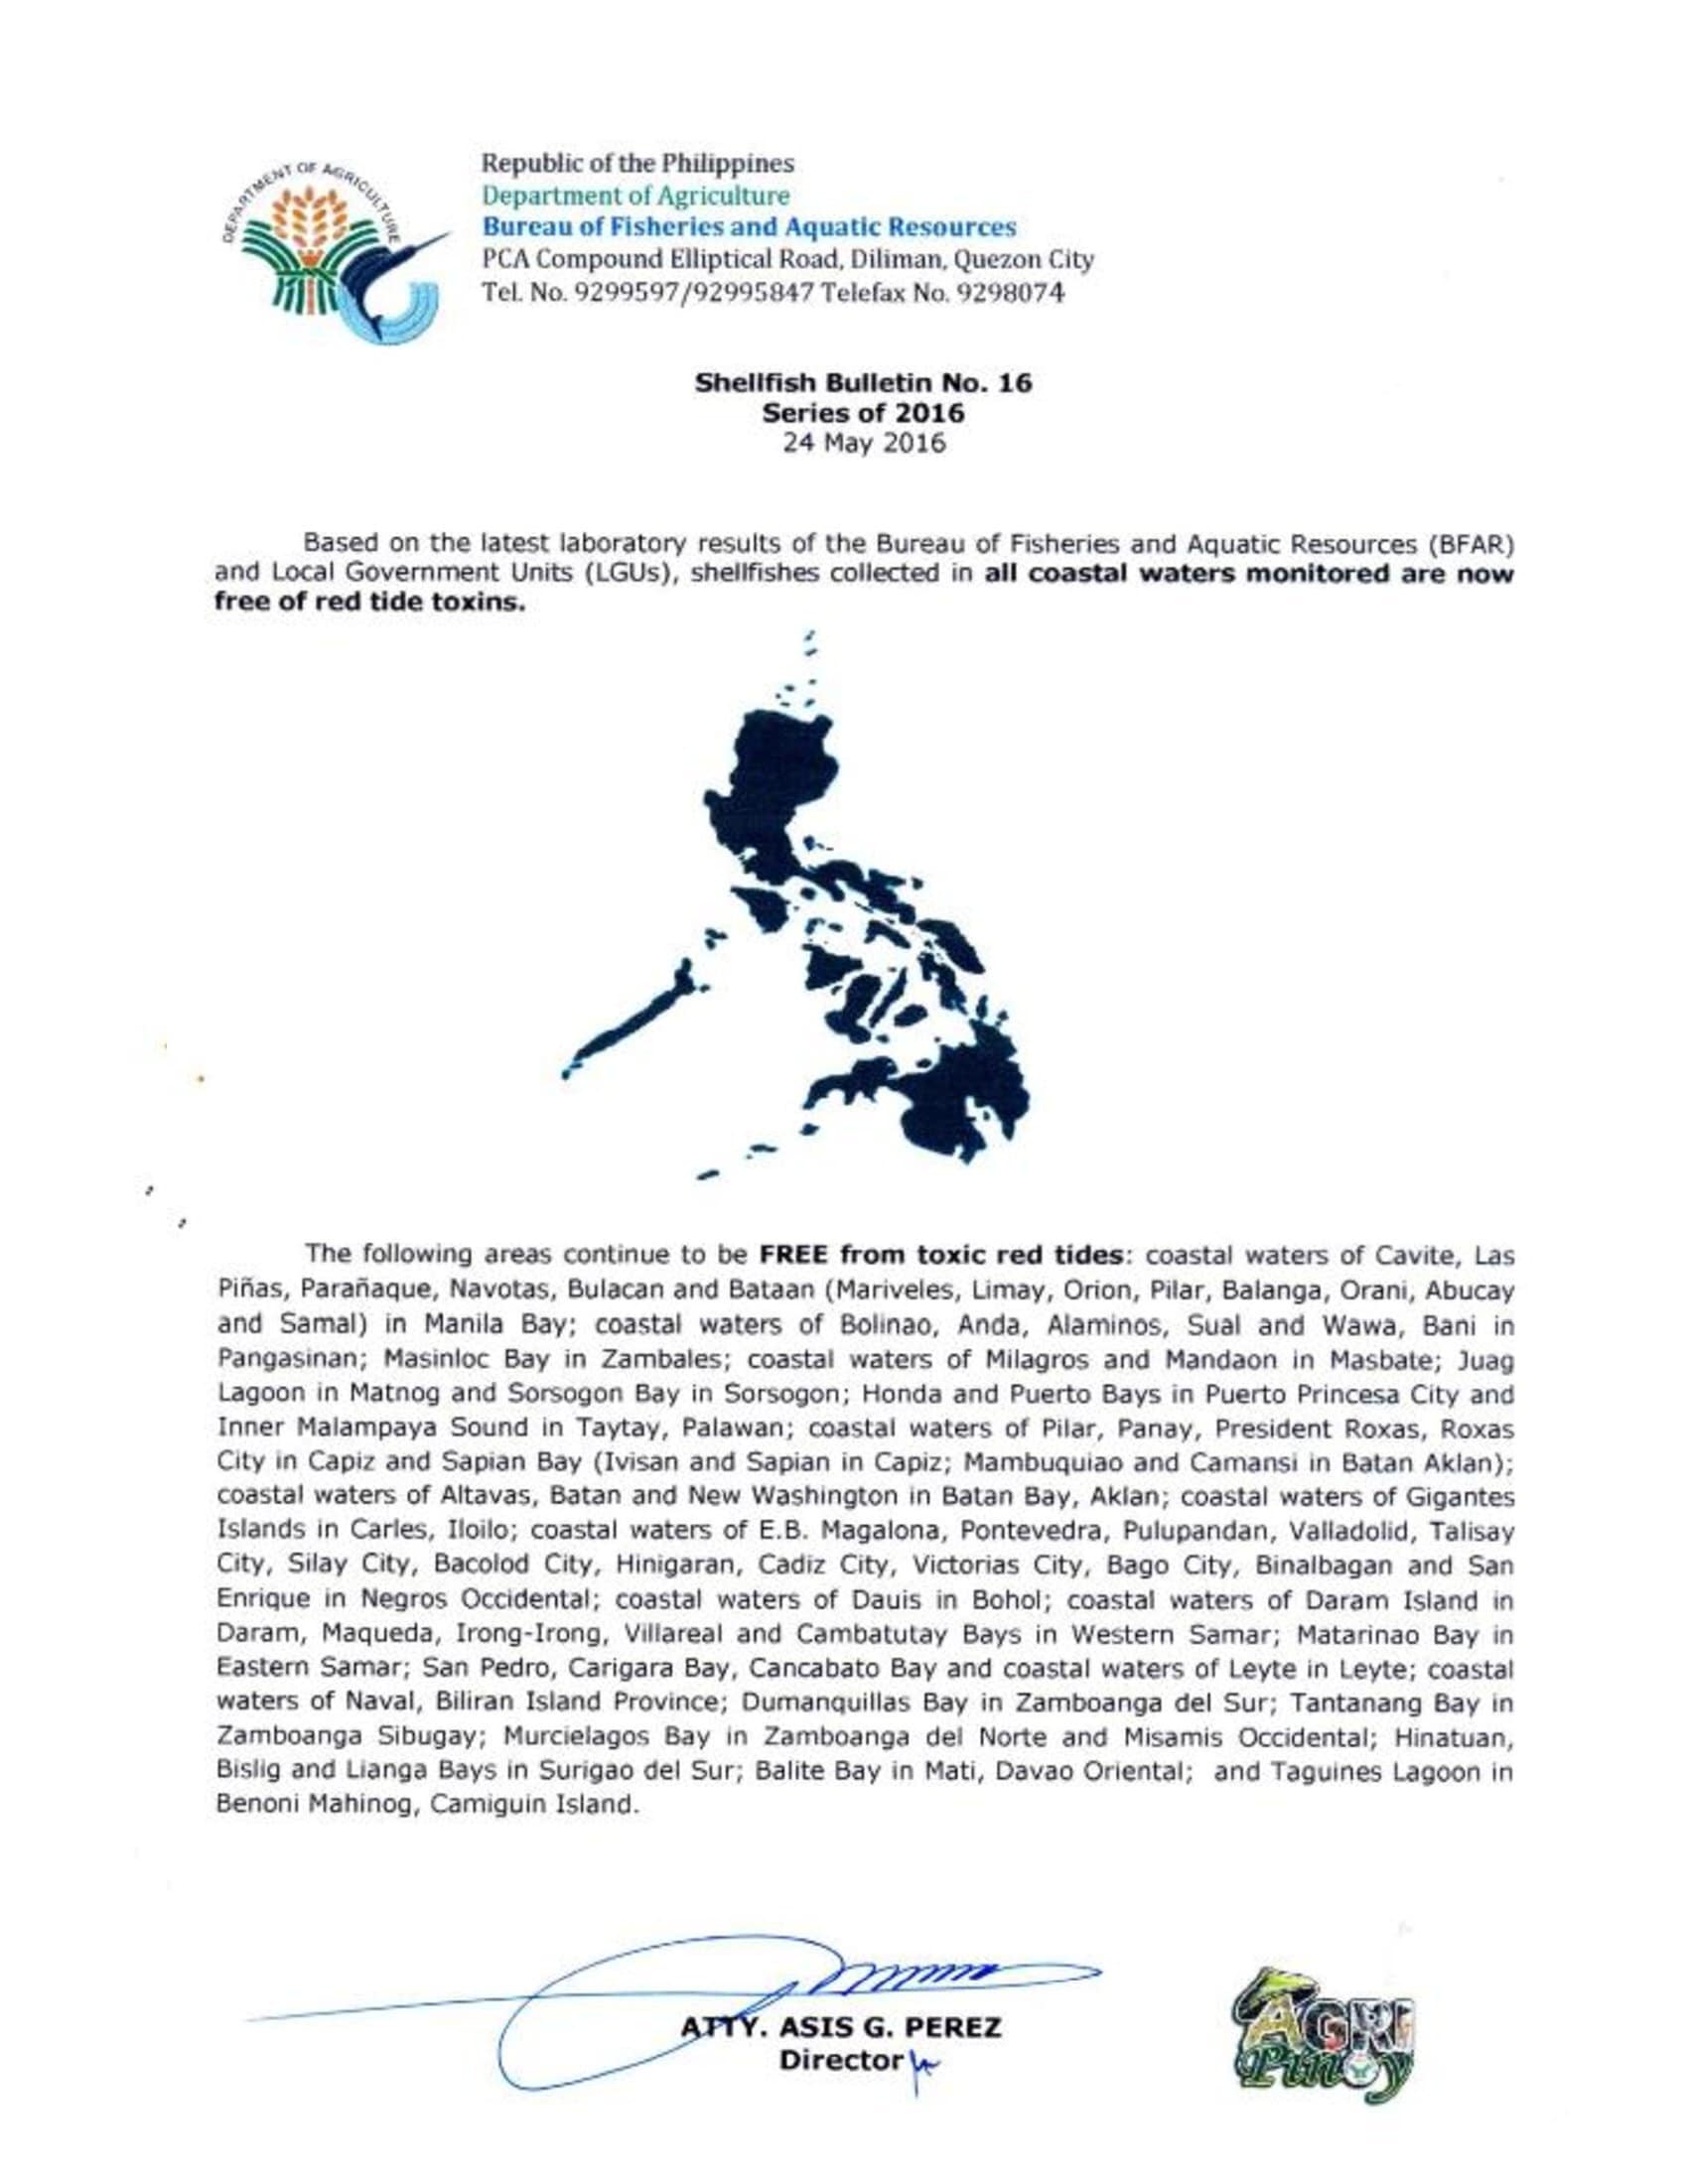 DEPARTMENT OF AGRICULTURE
Republic of the Philippines
Department of Agriculture
Bureau of Fisheries and Aquatic Resources
PCA Compound Elliptical Road, Diliman, Quezon City
Tel. No. 9299597/92995847 Telefax No. 9298074
Shellfish Bulletin No. 16
Series of 2016
24 May 2016
Based on the latest laboratory results of the Bureau of Fisheries and Aquatic Resources (BFAR)
and Local Government Units (LGUs), shellfishes collected in all coastal waters monitored are now
free of red tide toxins.
The following areas continue to be FREE from toxic red tides: coastal waters of Cavite, Las
Piñas, Parañaque, Navotas, Bulacan and Bataan (Mariveles, Limay, Orion, Pilar, Balanga, Orani, Abucay
and Samal) in Manila Bay; coastal waters of Bolinao, Anda, Alaminos, Sual and Wawa, Bani in
Pangasinan; Masinloc Bay in Zambales; coastal waters of Milagros and Mandaon in Masbate; Juag
Lagoon in Matnog and Sorsogon Bay in Sorsogon; Honda and Puerto Bays in Puerto Princesa City and
Inner Malampaya Sound in Taytay, Palawan; coastal waters of Pilar, Panay, President Roxas, Roxas
City in Capiz and Sapian Bay (Ivisan and Sapian in Capiz; Mambuquiao and Camansi in Batan Aklan);
coastal waters of Altavas, Batan and New Washington in Batan Bay, Aklan; coastal waters of Gigantes
Islands in Carles, Iloilo; coastal waters of E.B. Magalona, Pontevedra, Pulupandan, Valladolid, Talisay
City, Silay City, Bacolod City, Hinigaran, Cadiz City, Victorias City, Bago City, Binalbagan and San
Enrique in Negros Occidental; coastal waters of Dauis in Bohol; coastal waters of Daram Island in
Daram, Maqueda, Irong-Irong, Villareal and Cambatutay Bays in Western Samar; Matarinao Bay in
Eastern Samar; San Pedro, Carigara Bay, Cancabato Bay and coastal waters of Leyte in Leyte; coastal
waters of Naval, Biliran Island Province; Dumanquillas Bay in Zamboanga del Sur; Tantanang Bay in
Zamboanga Sibugay; Murcielagos Bay in Zamboanga del Norte and Misamis Occidental; Hinatuan,
Bislig and Lianga Bays in Surigao del Sur; Balite Bay in Mati, Davao Oriental; and Taguines Lagoon in
Benoni Mahinog, Camiguin Island.
ATTY. ASIS G. PEREZ
Director
AGRI
Pinoy